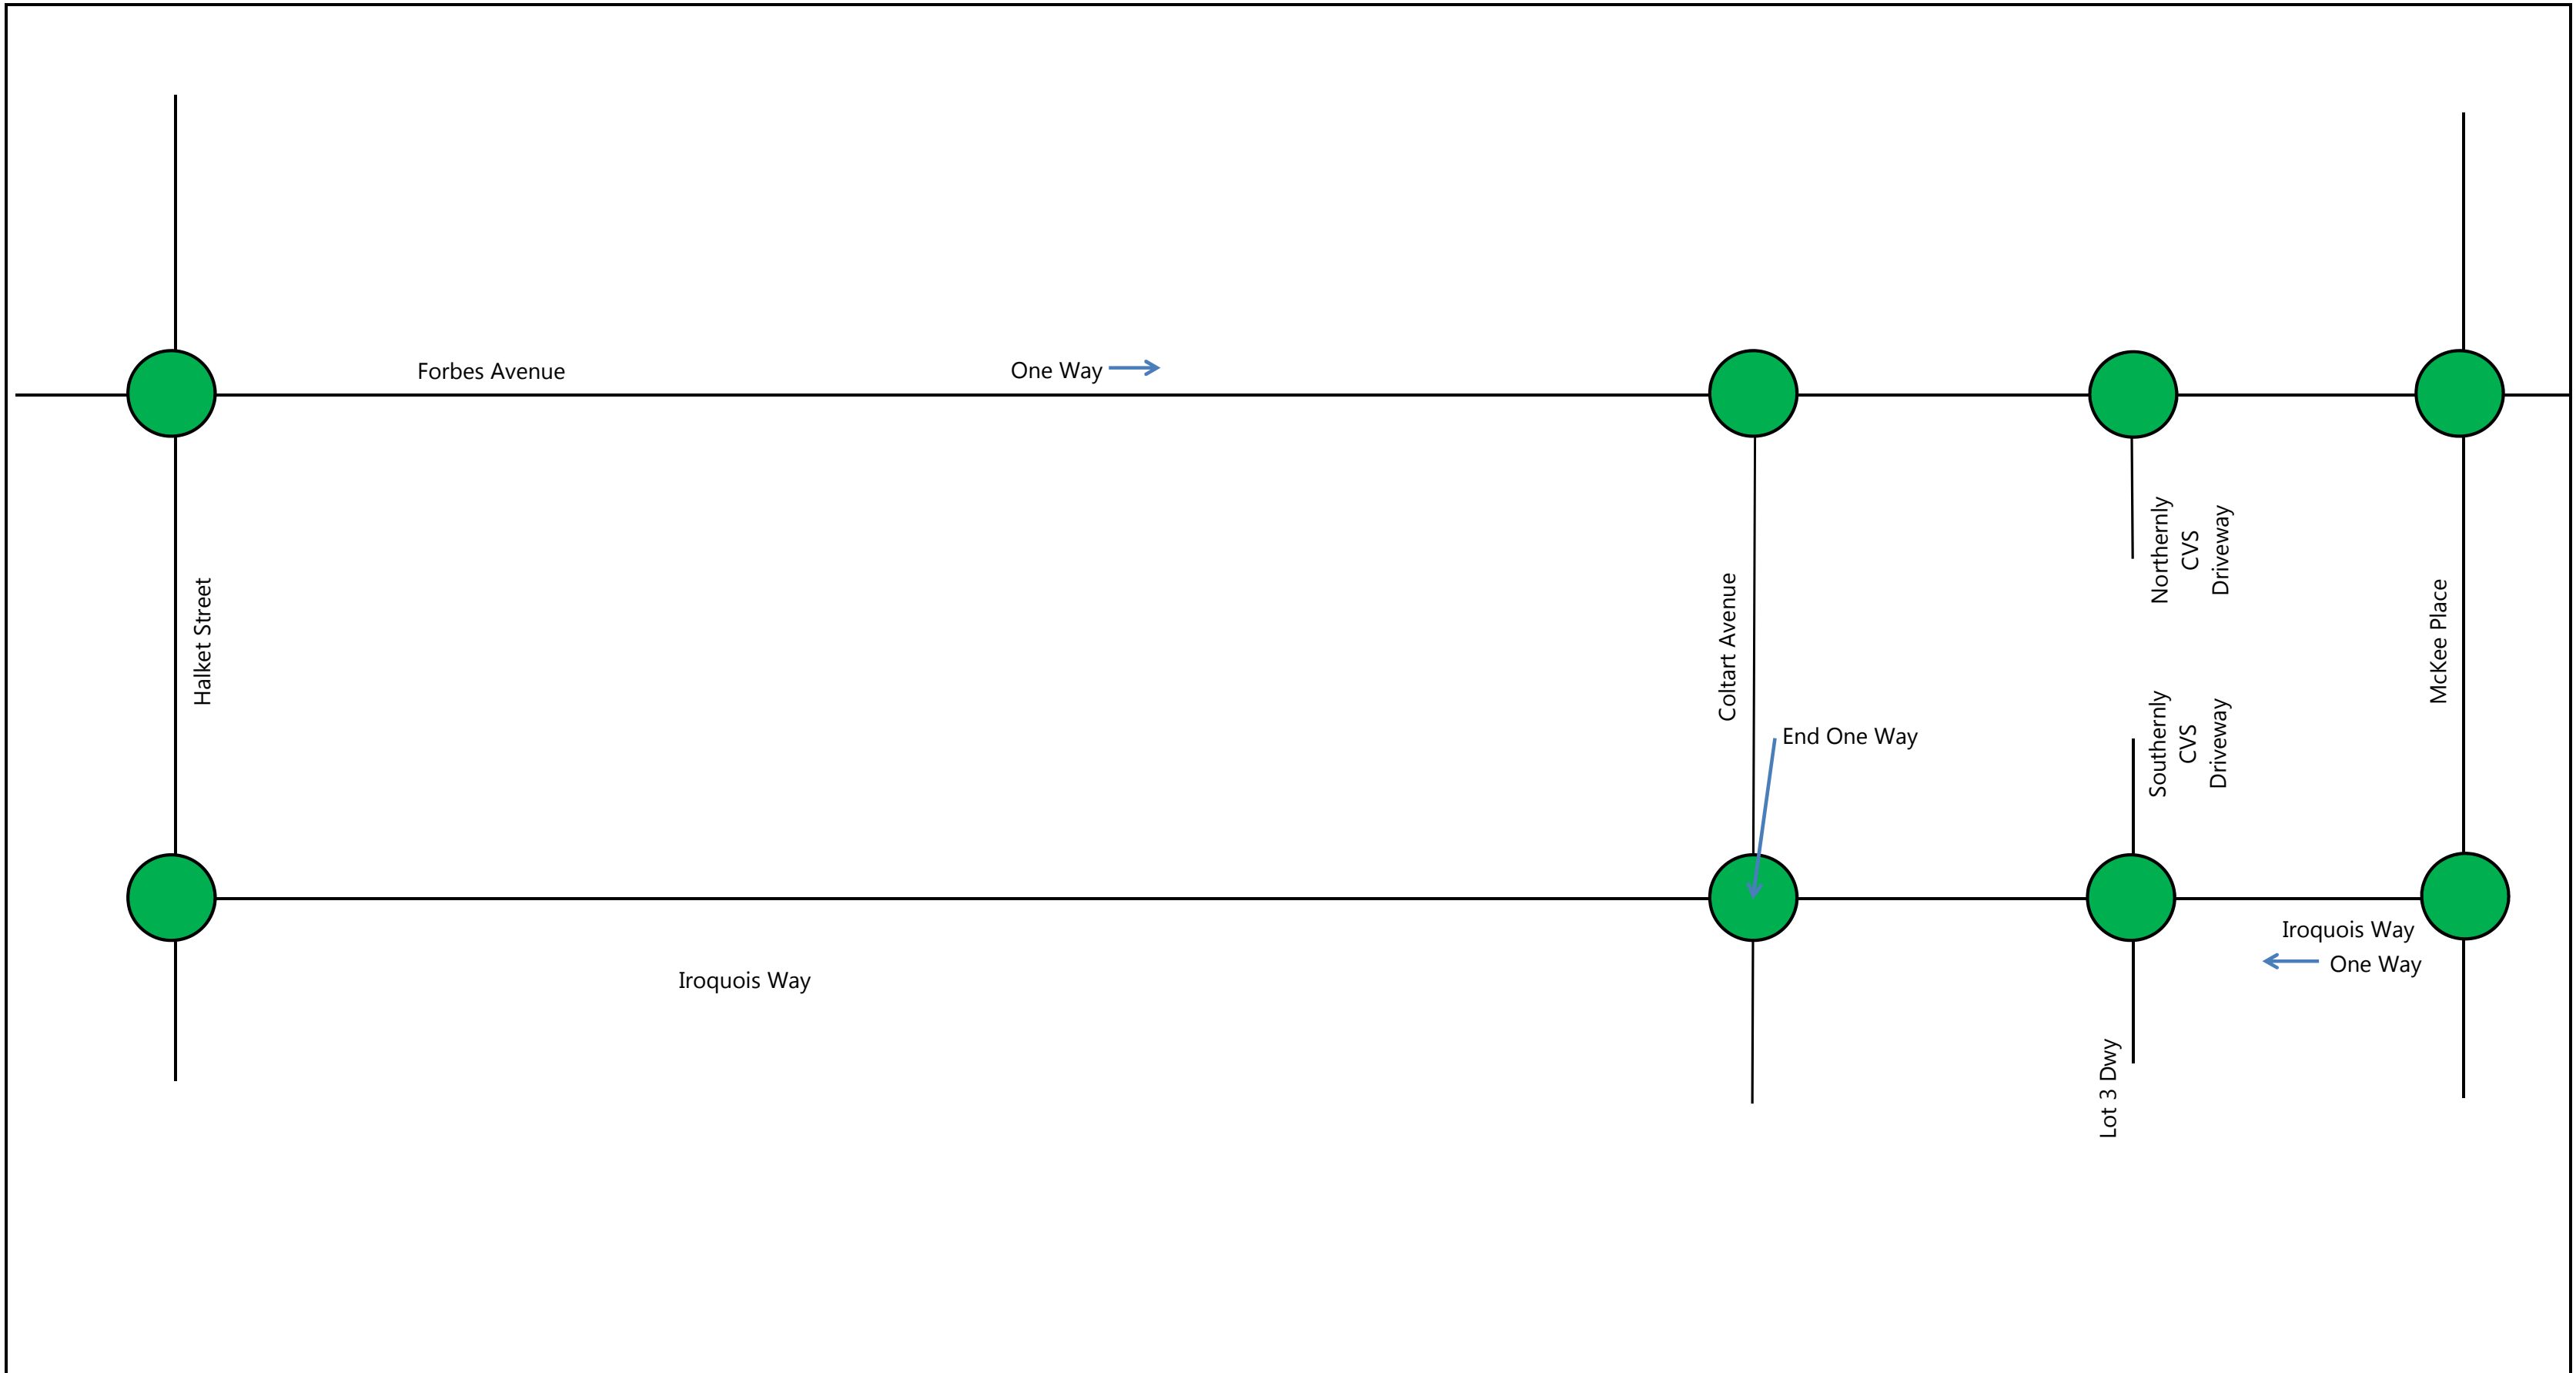 Forbes Avenue
One Way
Halket Street
Coltart Avenue
Northernly
CVS
Driveway
McKee Place
Southernly
CVS
Driveway
End One Way
Iroquois Way
One Way
Iroquois Way
Lot 3 Dwy